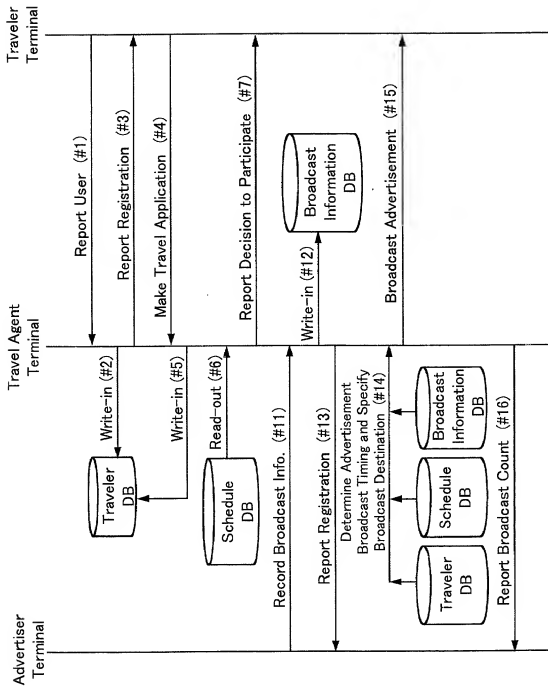 Advertiser
Terminal
Travel Agent
Terminal
Traveler
Terminal
Report User (#1)
Write-in (#2)
Traveler
DB
Report Registration (#3)
Make Travel Application (#4)
Write-in (#5)
Read-out (#6)
Schedule
DB
Report Decision to Participate (#7)
Record Broadcast Info. (#11)
Write-in (#12)
Broadcast
Information
DB
Report Registration (#13)
Determine Advertisement
Broadcast Timing and Specify
Broadcast Destination (#14)
Traveler
DB
Schedule
DB
Broadcast
Information
DB
Broadcast Advertisement (#15)
Report Broadcast Count (#16)